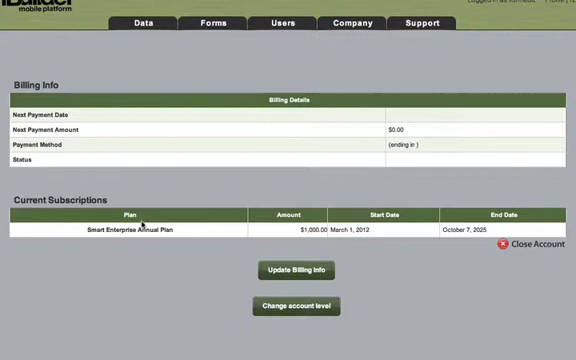 iBuilder
mobile platform
Data Forms Users Company Support
Billing Info
Billing Details
Next Payment Date
Next Payment Amount $0.00
Payment Method (ending in )
Status
Current Subscriptions
Plan Amount Start Date End Date
Smart Enterprise Annual Plan $1,000.00 March 1, 2012 October 7, 2025
Close Account
Update Billing Info
Change account level